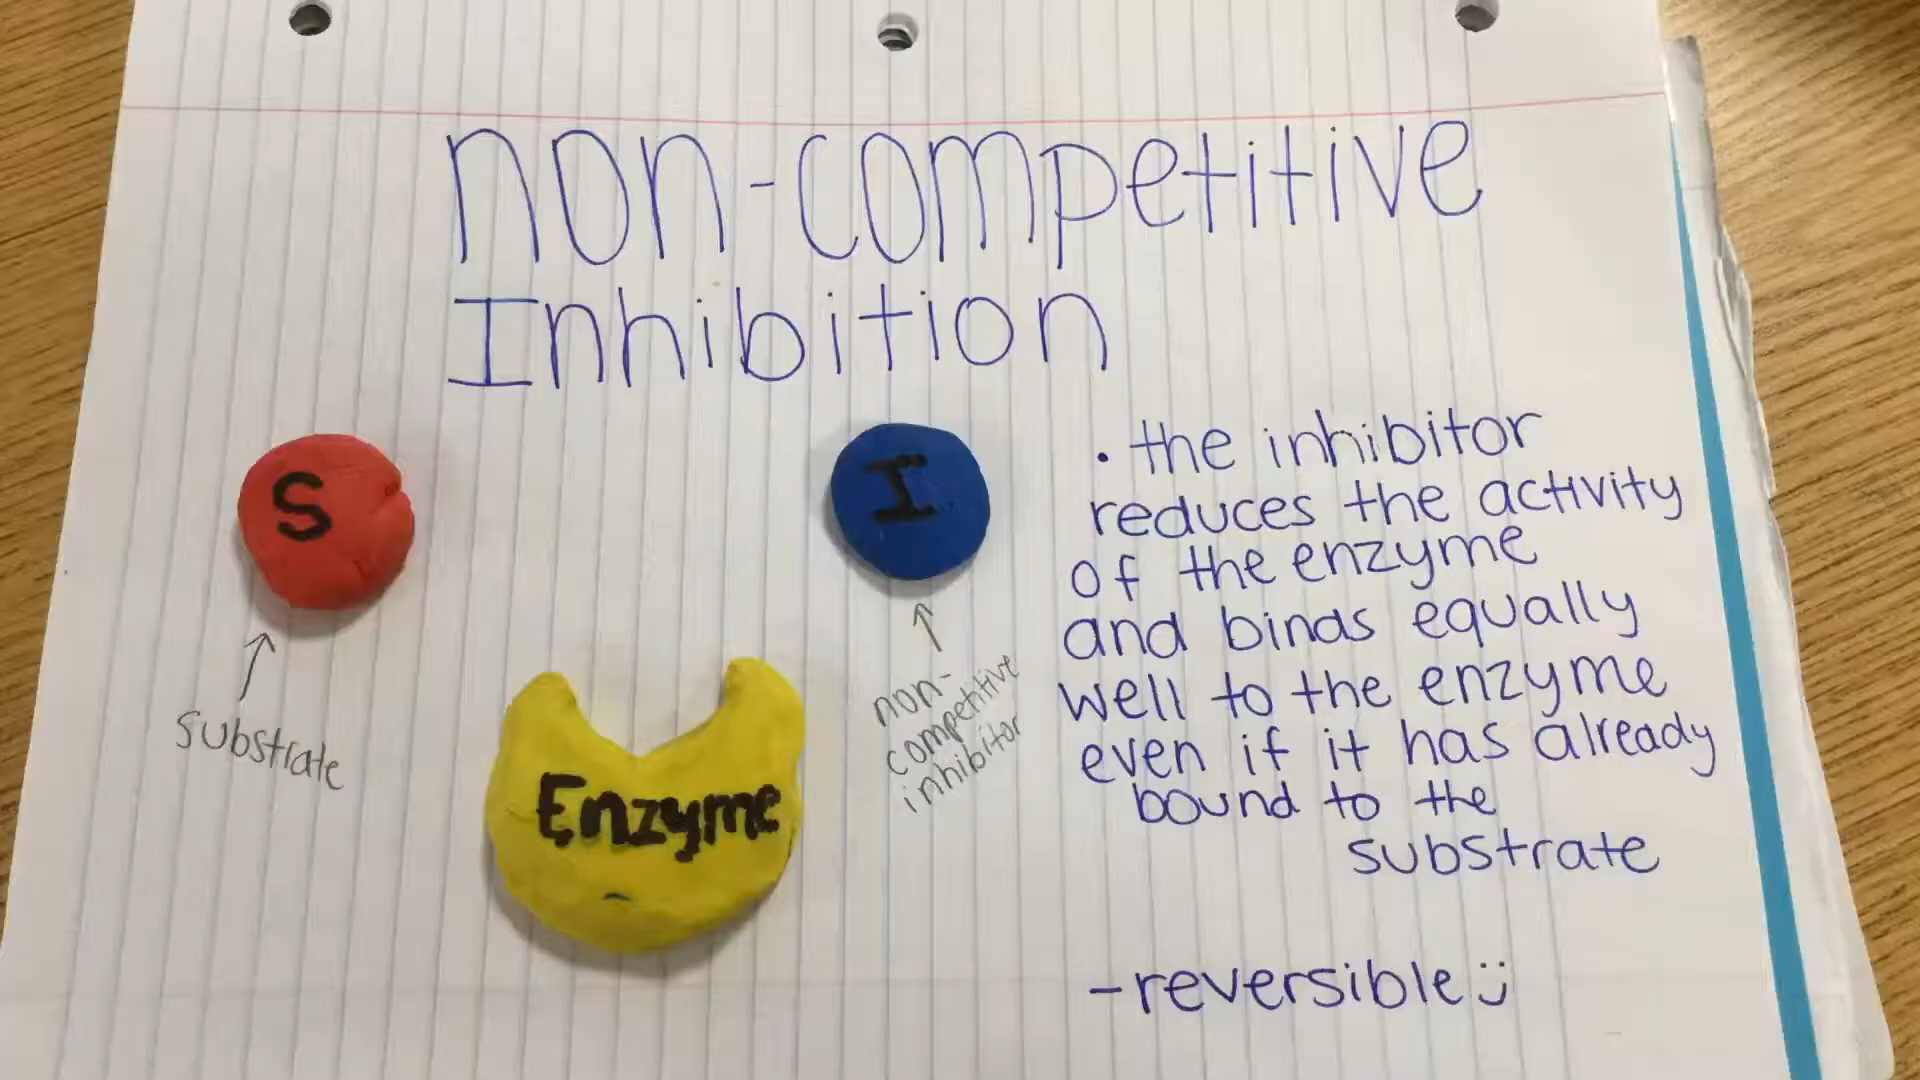 non-competitive
Inhibition
S
I
substrate
Enzyme
non-
competitive
inhibitor
• the inhibitor
reduces the activity
of the enzyme
and binds equally
well to the enzyme
even if it has already
bound to the
substrate
- reversible :)